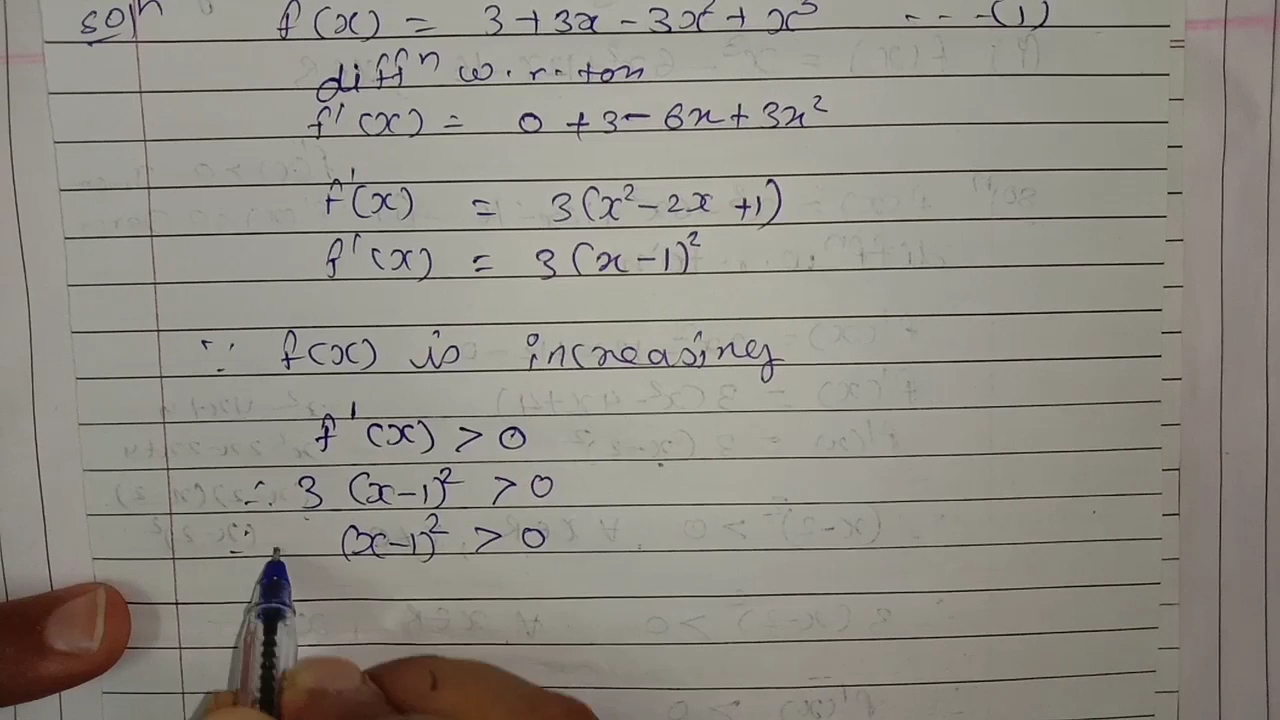 soln f(x) = 3 + 3x - 3x² + x³ ---(1)
diffⁿ w.r.tox
f'(x) = 0 + 3 - 6x + 3x²
f'(x) = 3(x² - 2x + 1)
f'(x) = 3(x-1)²
∵ f(x) is increasing
f'(x) > 0
∴ 3 (x-1)² > 0
∵ (x-1)² > 0